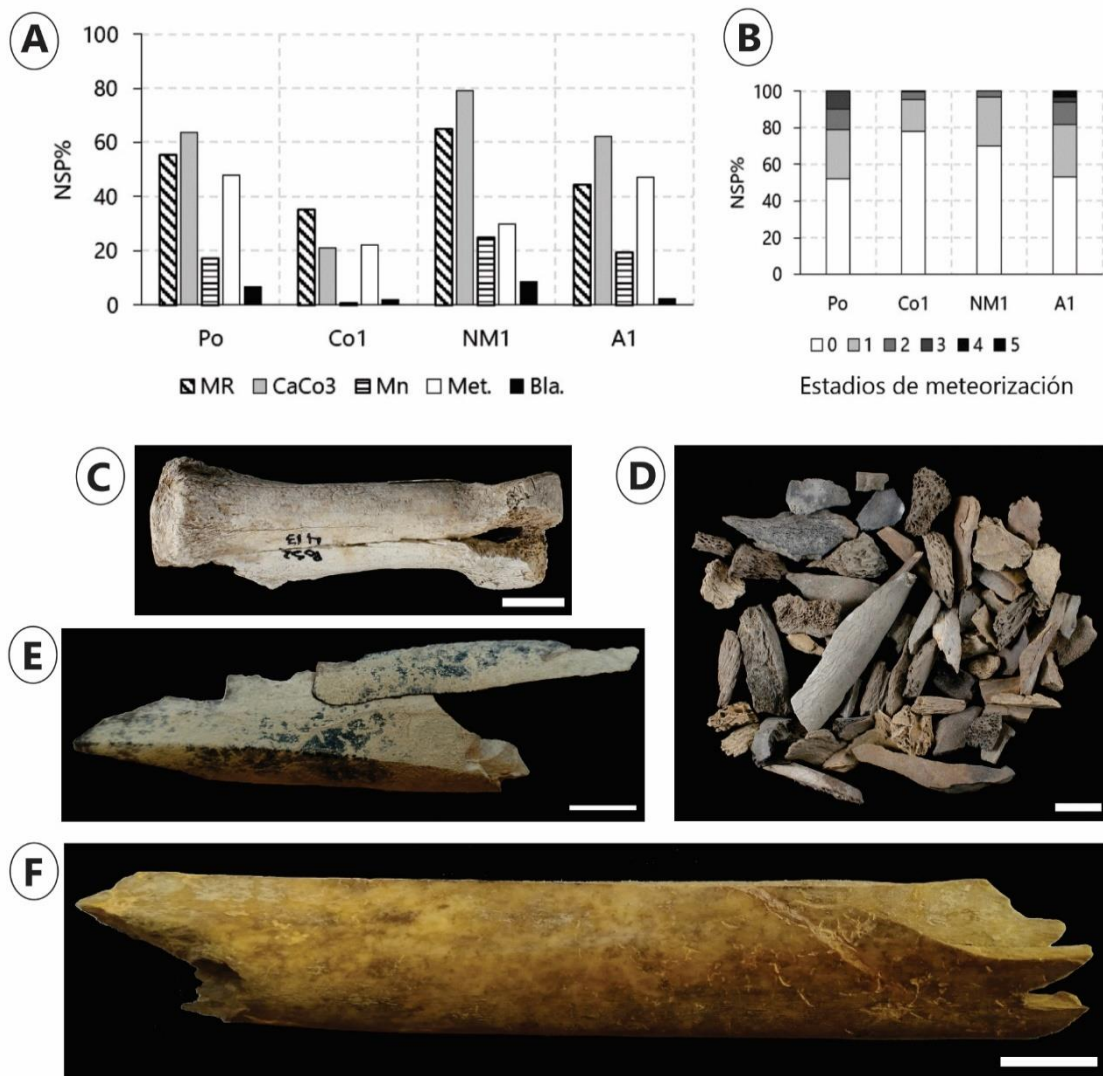 A
100
80
60
40
20
0
NSP%
Po Co1 NM1 A1
MR CaCo3 Mn Met. Bla.
B
100
80
60
40
20
0
NSP%
Po Co1 NM1 A1
0 1 2 3 4 5
Estadios de meteorización
C
D
E
F